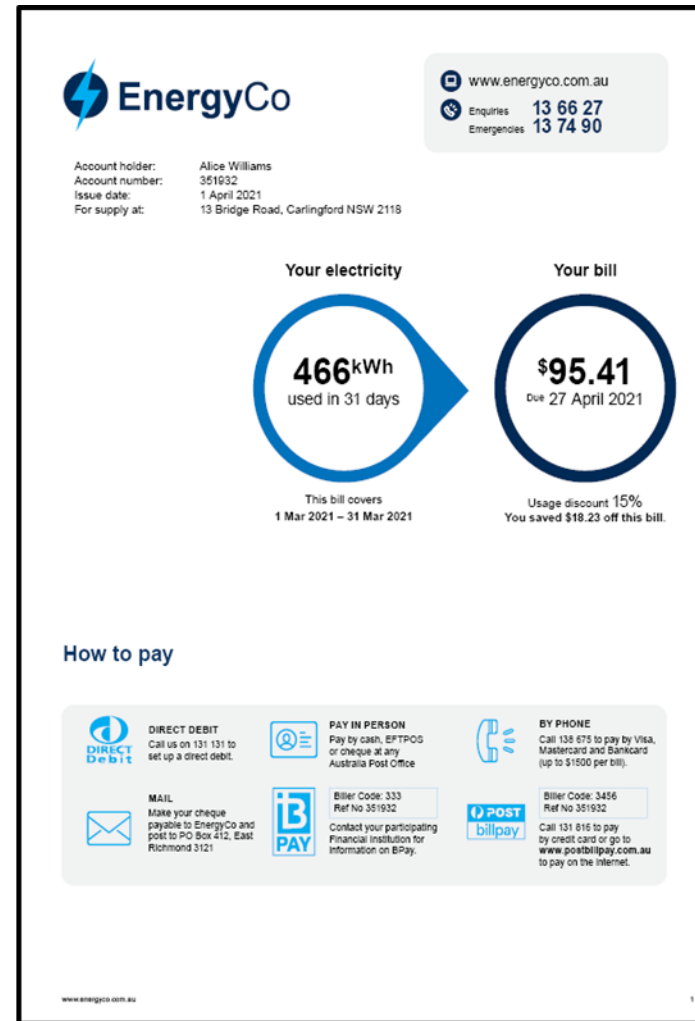 EnergyCo
www.energyco.com.au
Enquiries 13 66 27
Emergencies 13 74 90
Account holder: Alice Williams
Account number: 351932
Issue date: 1 April 2021
For supply at: 13 Bridge Road, Carlingford NSW 2118
Your electricity
466kWh
used in 31 days
This bill covers
1 Mar 2021 – 31 Mar 2021
Your bill
$95.41
Due 27 April 2021
Usage discount 15%
You saved $18.23 off this bill.
How to pay
DIRECT
Debit
DIRECT DEBIT
Call us on 131 131 to
set up a direct debit.
PAY IN PERSON
Pay by cash, EFTPOS
or cheque at any
Australia Post Office
BY PHONE
Call 138 675 to pay by Visa,
Mastercard and Bankcard
(up to $1500 per bill).
MAIL
Make your cheque
payable to EnergyCo and
post to PO Box 412, East
Richmond 3121
B
PAY
Biller Code: 333
Ref No 351932
Contact your participating
Financial Institution for
Information on BPay.
POST
billpay
Biller Code: 3456
Ref No 351932
Call 131 816 to pay
by credit card or go to
www.postbillpay.com.au
to pay on the Internet.
www.energyco.com.au
1